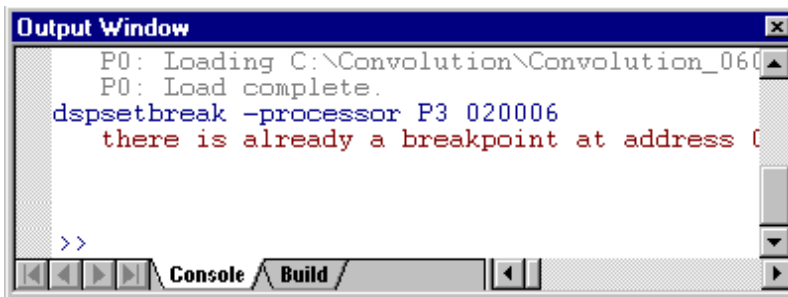 Output Window
P0: Loading C:\Convolution\Convolution_060
P0: Load complete.
dspsetbreak -processor P3 020006
there is already a breakpoint at address
>>
Console Build